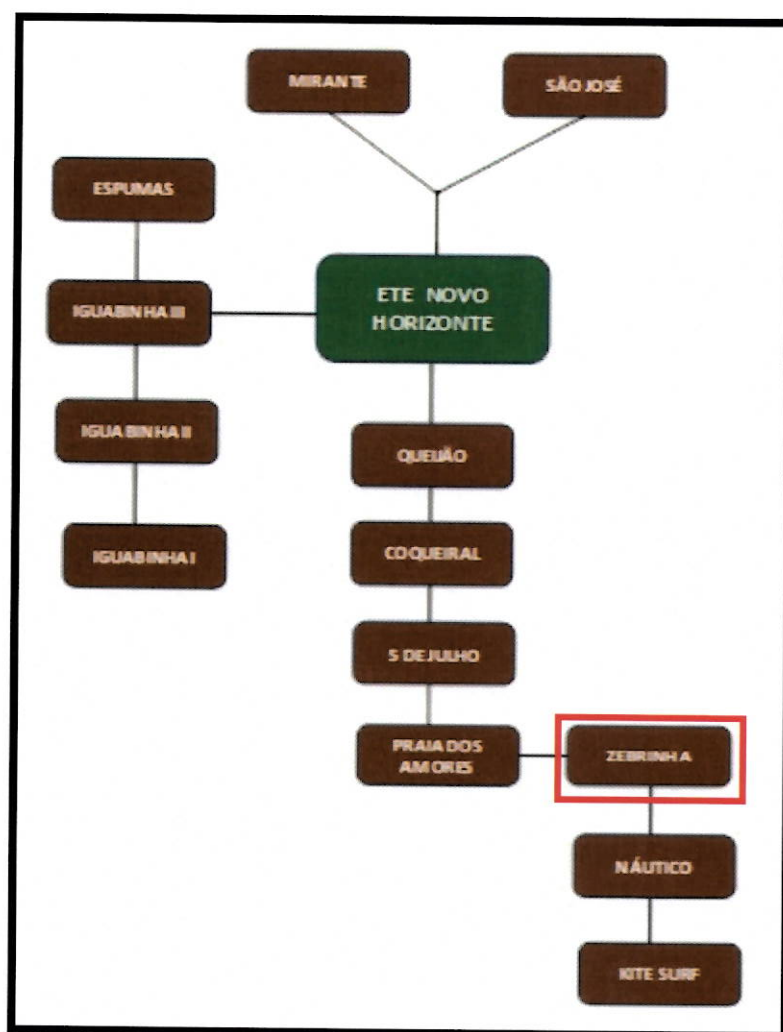 MIRANTE
SÃO JOSÉ
ESPUMAS
ETE NOVO
HORIZONTE
IGUABINHA III
IGUABINHA II
QUEIJÃO
IGUABINHA I
COQUEIRAL
5 DE JULHO
PRAIA DOS
AMORES
ZEBRINHA
NÁUTICO
KITE SURF